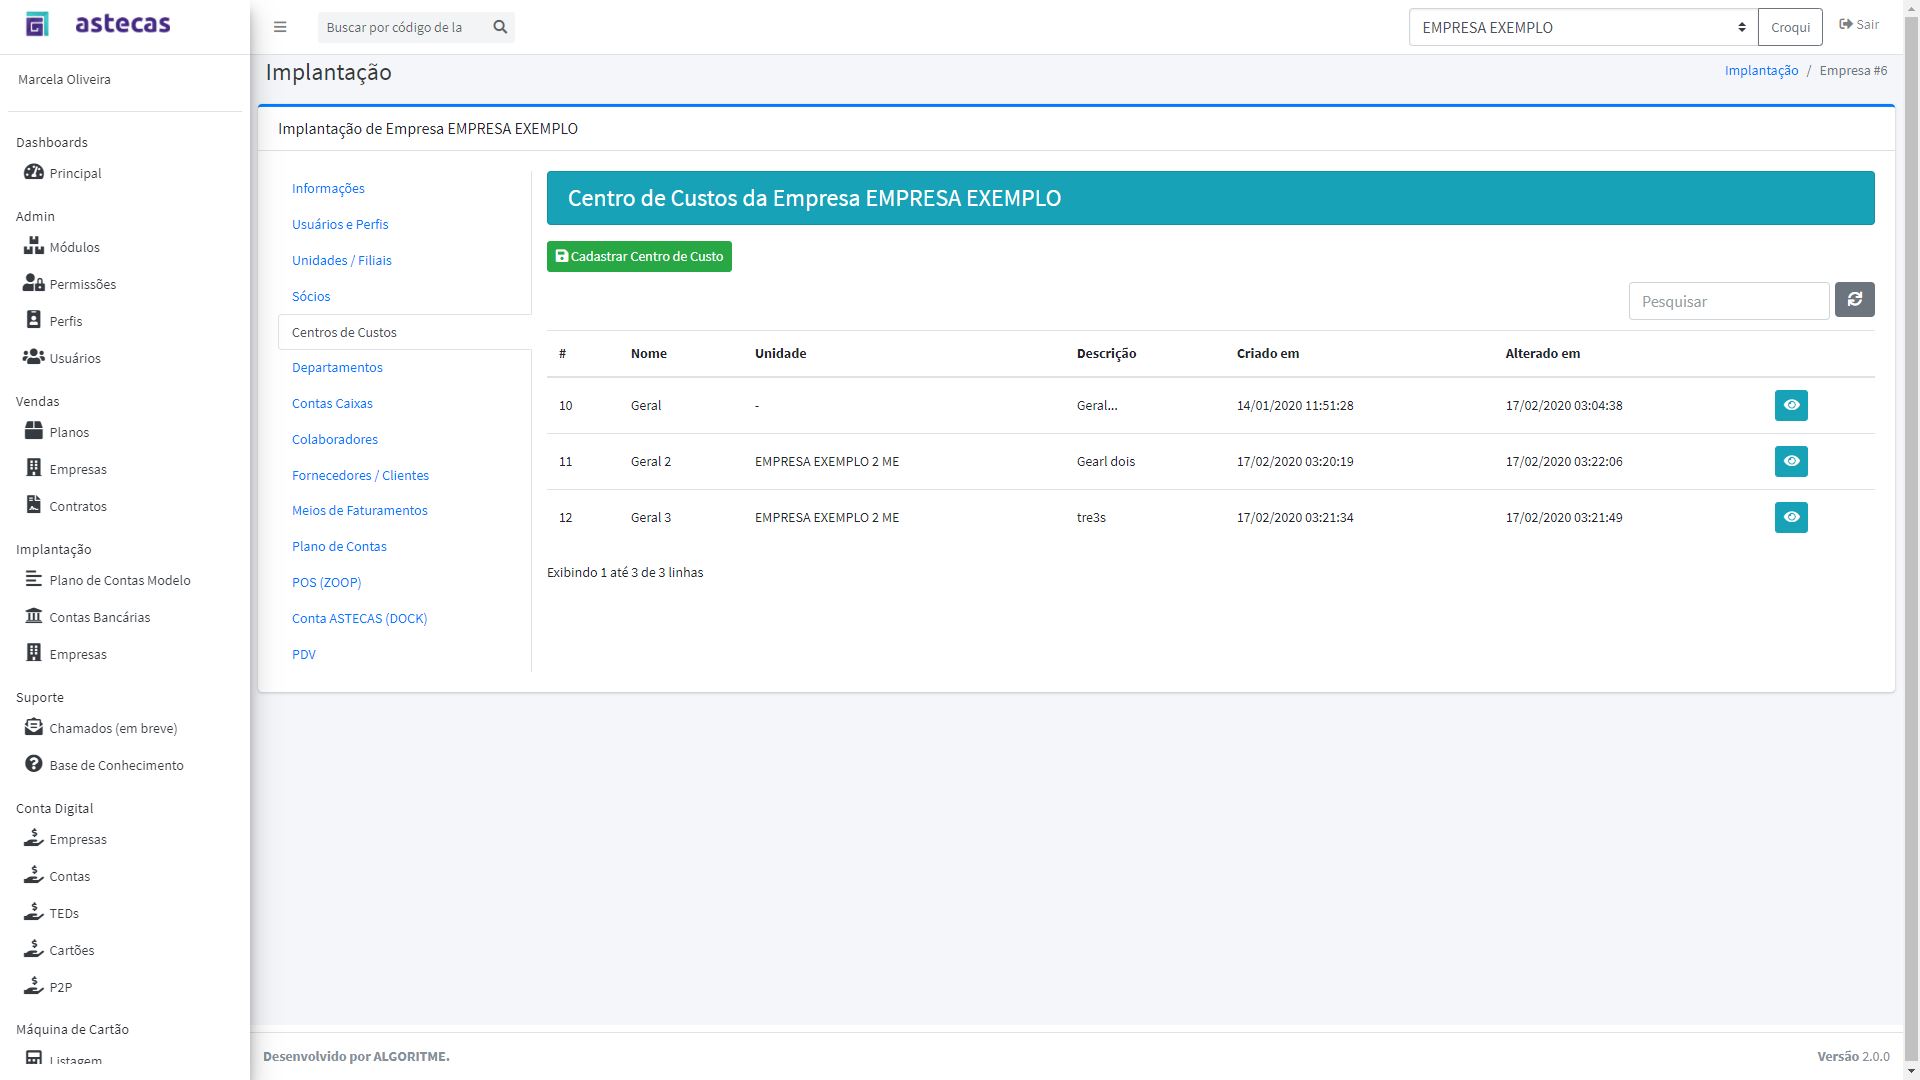 astecas
Buscar por código de la
EMPRESA EXEMPLO
Croqui
Sair
Marcela Oliveira
Dashboards
Principal
Admin
Módulos
Permissões
Perfis
Usuários
Vendas
Planos
Empresas
Contratos
Implantação
Plano de Contas Modelo
Contas Bancárias
Empresas
Suporte
Chamados (em breve)
Base de Conhecimento
Conta Digital
Empresas
Contas
TEDs
Cartões
P2P
Máquina de Cartão
Listagem
Implantação
Implantação / Empresa #6
Implantação de Empresa EMPRESA EXEMPLO
Informações
Usuários e Perfis
Unidades / Filiais
Sócios
Centros de Custos
Departamentos
Contas Caixas
Colaboradores
Fornecedores / Clientes
Meios de Faturamentos
Plano de Contas
POS (ZOOP)
Conta ASTECAS (DOCK)
PDV
Centro de Custos da Empresa EMPRESA EXEMPLO
Cadastrar Centro de Custo
Pesquisar
# Nome Unidade Descrição Criado em Alterado em
10 Geral - Geral... 14/01/2020 11:51:28 17/02/2020 03:04:38
11 Geral 2 EMPRESA EXEMPLO 2 ME Gearl dois 17/02/2020 03:20:19 17/02/2020 03:22:06
12 Geral 3 EMPRESA EXEMPLO 2 ME tre3s 17/02/2020 03:21:34 17/02/2020 03:21:49
Exibindo 1 até 3 de 3 linhas
Desenvolvido por ALGORITME.
Versão 2.0.0